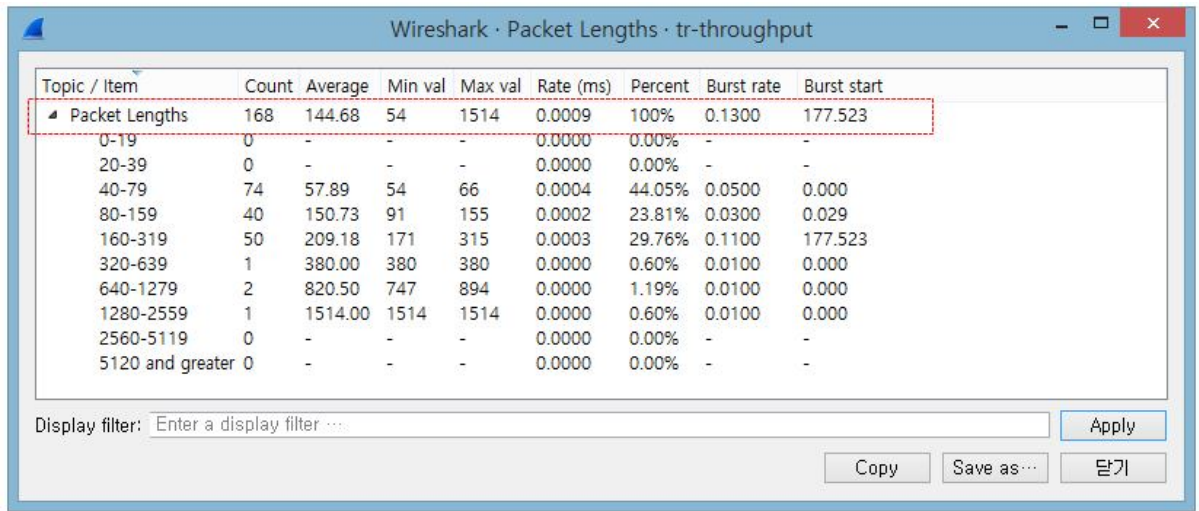 Wireshark · Packet Lengths · tr-throughput
Topic / Item Count Average Min val Max val Rate (ms) Percent Burst rate Burst start
Packet Lengths 168 144.68 54 1514 0.0009 100% 0.1300 177.523
0-19 0 - - - 0.0000 0.00% - -
20-39 0 - - - 0.0000 0.00% - -
40-79 74 57.89 54 66 0.0004 44.05% 0.0500 0.000
80-159 40 150.73 91 155 0.0002 23.81% 0.0300 0.029
160-319 50 209.18 171 315 0.0003 29.76% 0.1100 177.523
320-639 1 380.00 380 380 0.0000 0.60% 0.0100 0.000
640-1279 2 820.50 747 894 0.0000 1.19% 0.0100 0.000
1280-2559 1 1514.00 1514 1514 0.0000 0.60% 0.0100 0.000
2560-5119 0 - - - 0.0000 0.00% - -
5120 and greater 0 - - - 0.0000 0.00% - -
Display filter: Enter a display filter ··· Apply
Copy Save as··· 닫기